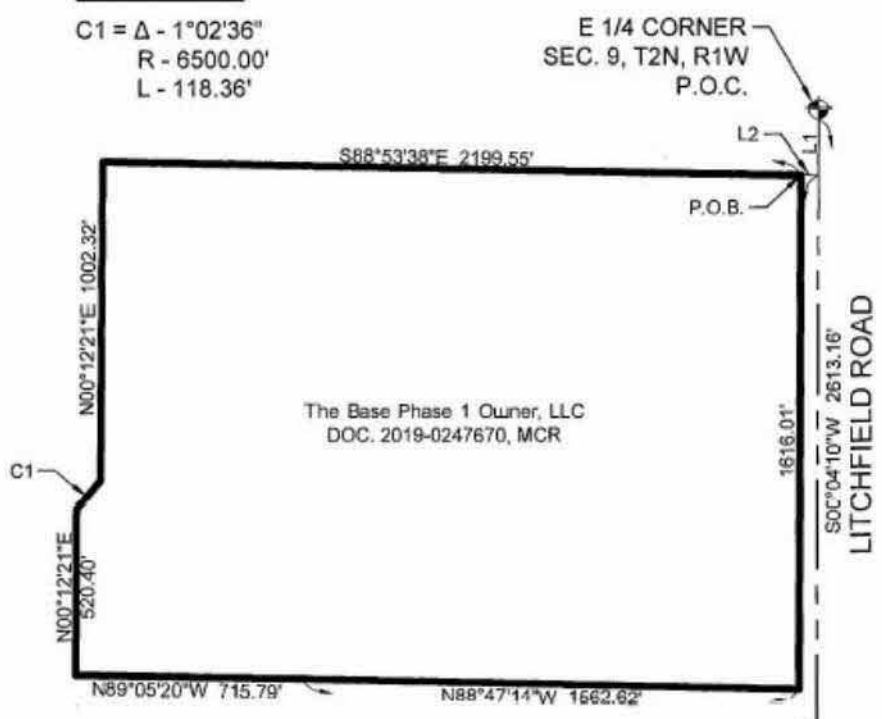 C1 = Δ - 1°02'36"
R - 6500.00'
L - 118.36'
E 1/4 CORNER
SEC. 9, T2N, R1W
P.O.C.
L2
L1
S88°53'38"E 2199.55'
P.O.B.
N00°12'21"E 1002.32'
The Base Phase 1 Owner, LLC
DOC. 2019-0247670, MCR
1616.01'
S00°04'10"W 2613.16'
LITCHFIELD ROAD
C1
N00°12'21"E
520.40'
N89°05'20"W 715.79'
N88°47'14"W 1562.62'